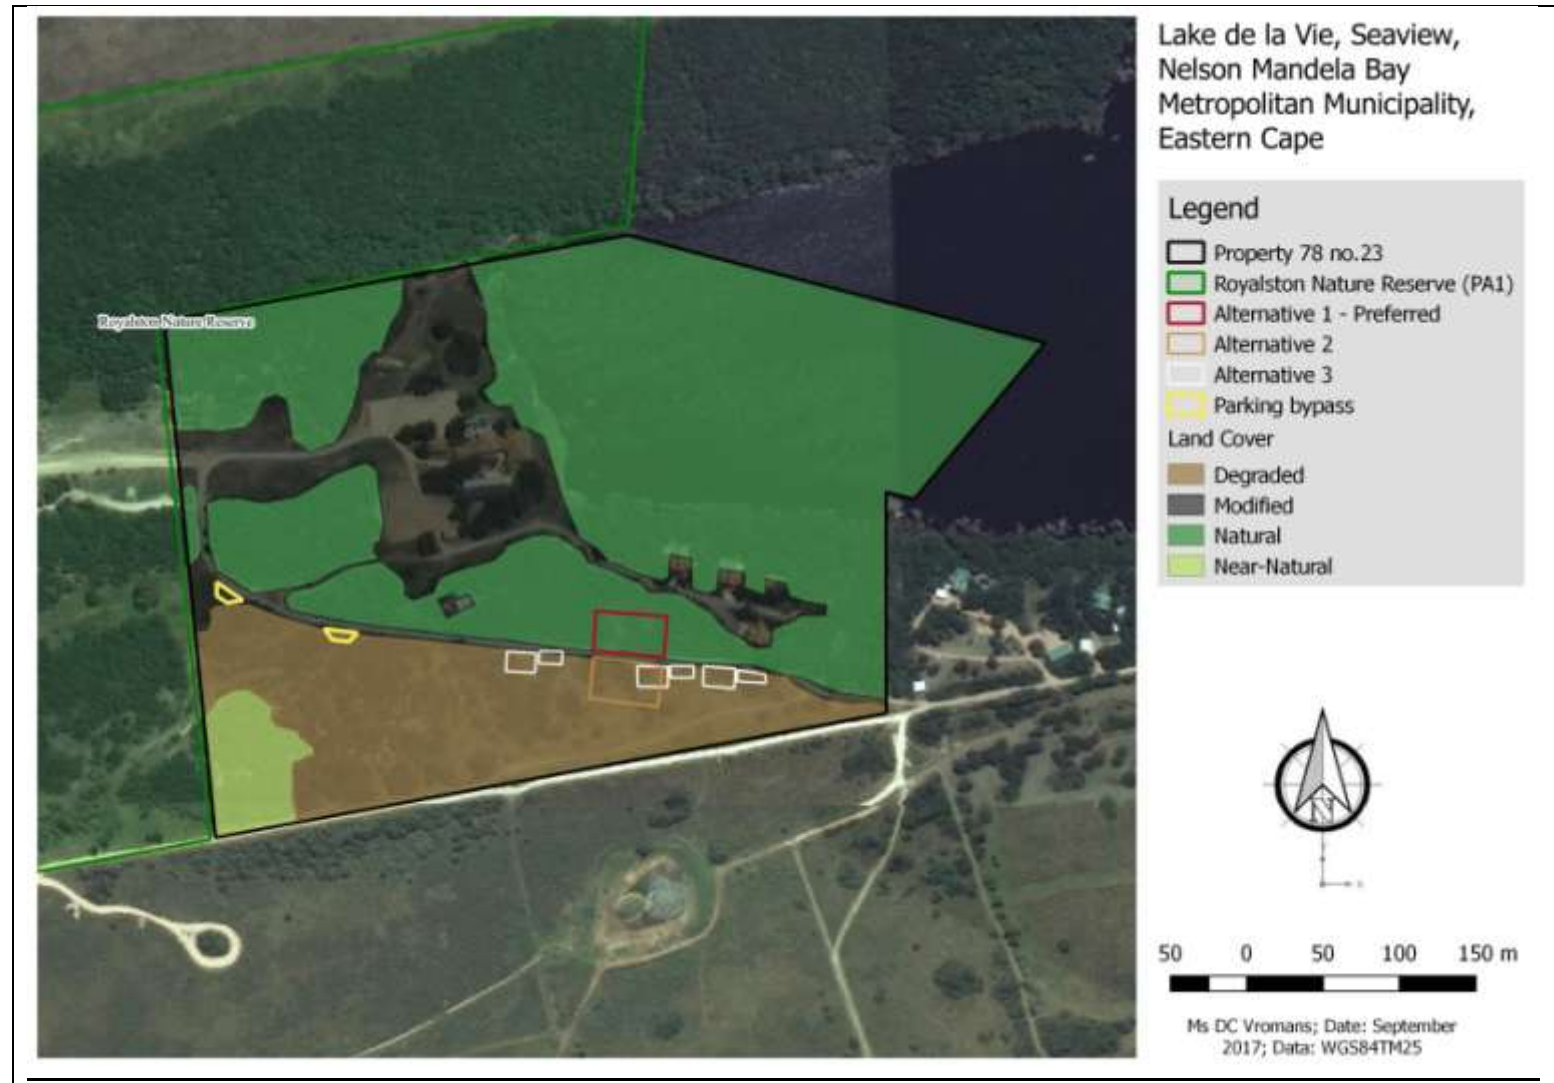 Lake de la Vie, Seaview,
Nelson Mandela Bay
Metropolitan Municipality,
Eastern Cape
Legend
Property 78 no.23
Royalston Nature Reserve (PA1)
Alternative 1 - Preferred
Alternative 2
Alternative 3
Parking bypass
Land Cover
Degraded
Modified
Natural
Near-Natural
Royalston Nature Reserve
N
50 0 50 100 150 m
Ms DC Vromans; Date: September
2017; Data: WGS84TM25